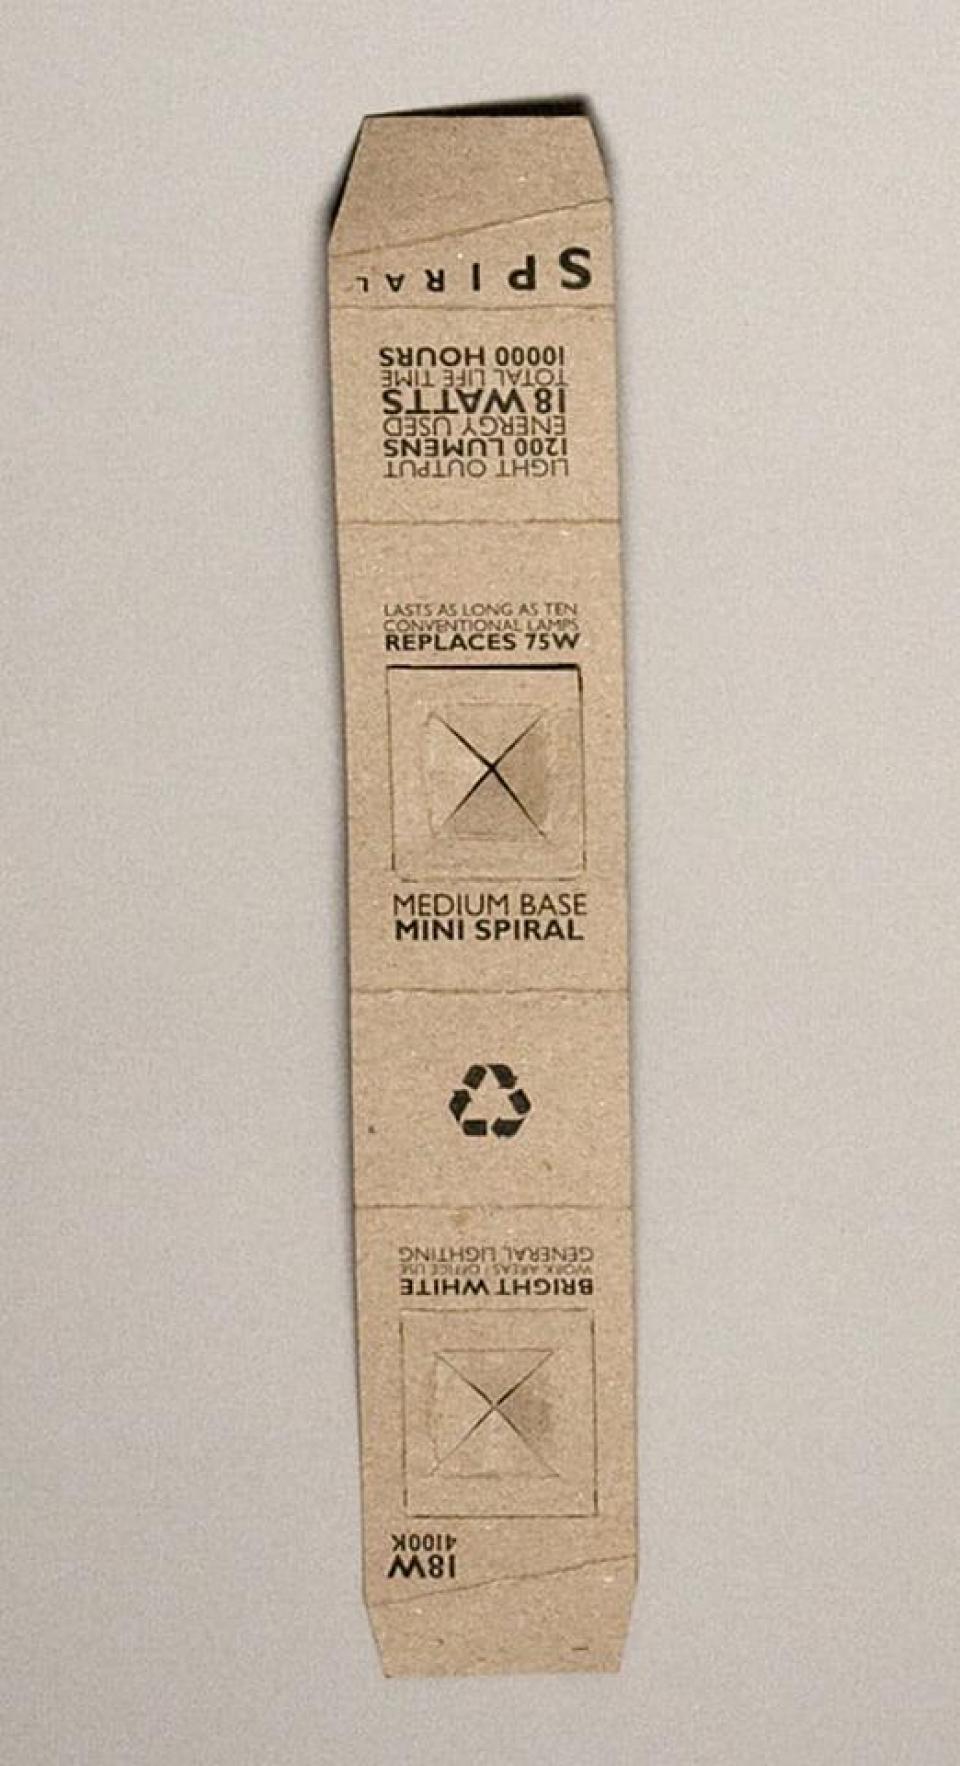 SPIRAL
LIGHT OUTPUT
1200 LUMENS
ENERGY USED
18 WATTS
TOTAL LIFE TIME
10000 HOURS
LASTS AS LONG AS TEN
CONVENTIONAL LAMPS
REPLACES 75W
MEDIUM BASE
MINI SPIRAL
18W
4100K
BRIGHT WHITE
WORK AREAS / OFFICE USE
GENERAL LIGHTING